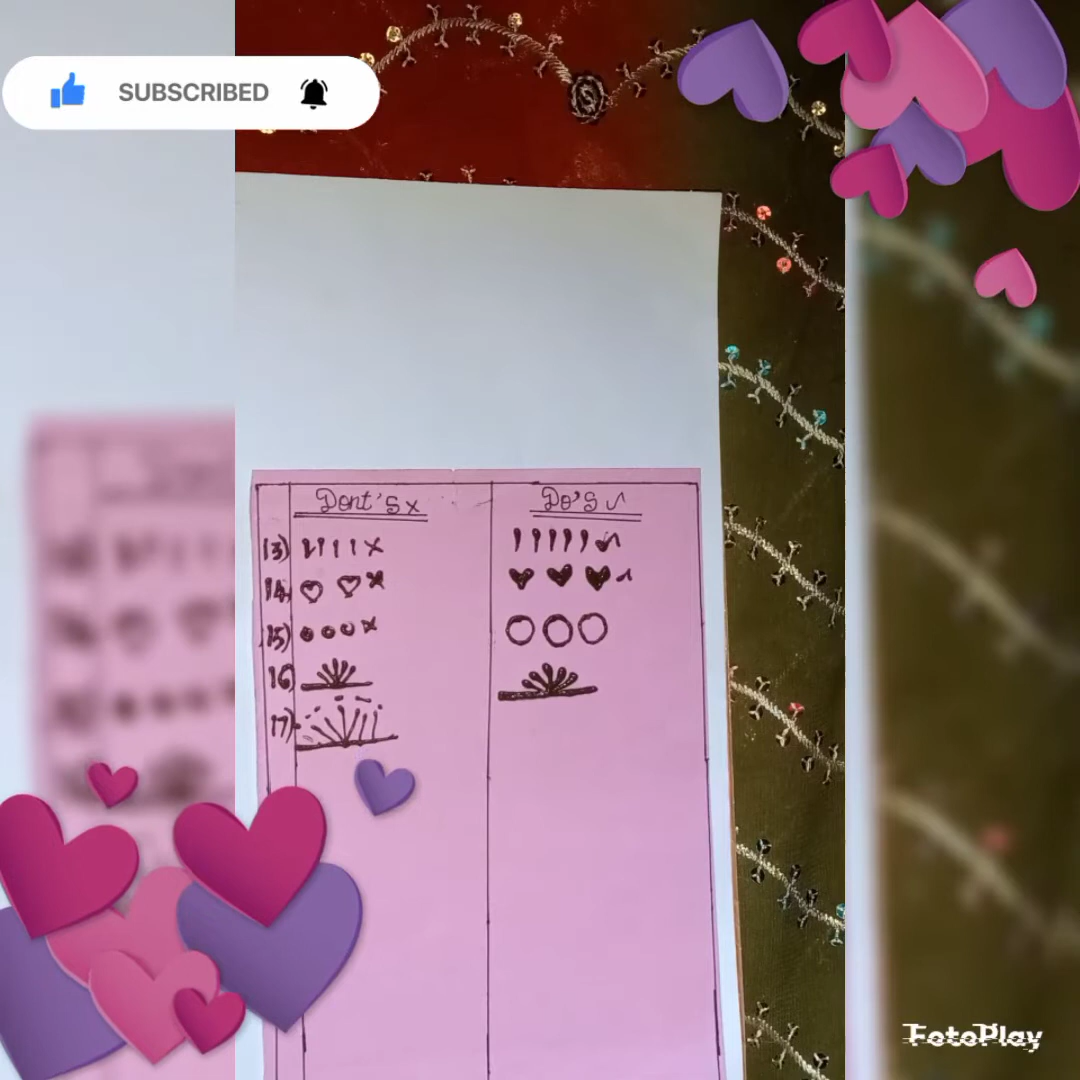 SUBSCRIBED
Dont's x Do's ✓
13)
14)
15)
16)
17)
FotoPlay